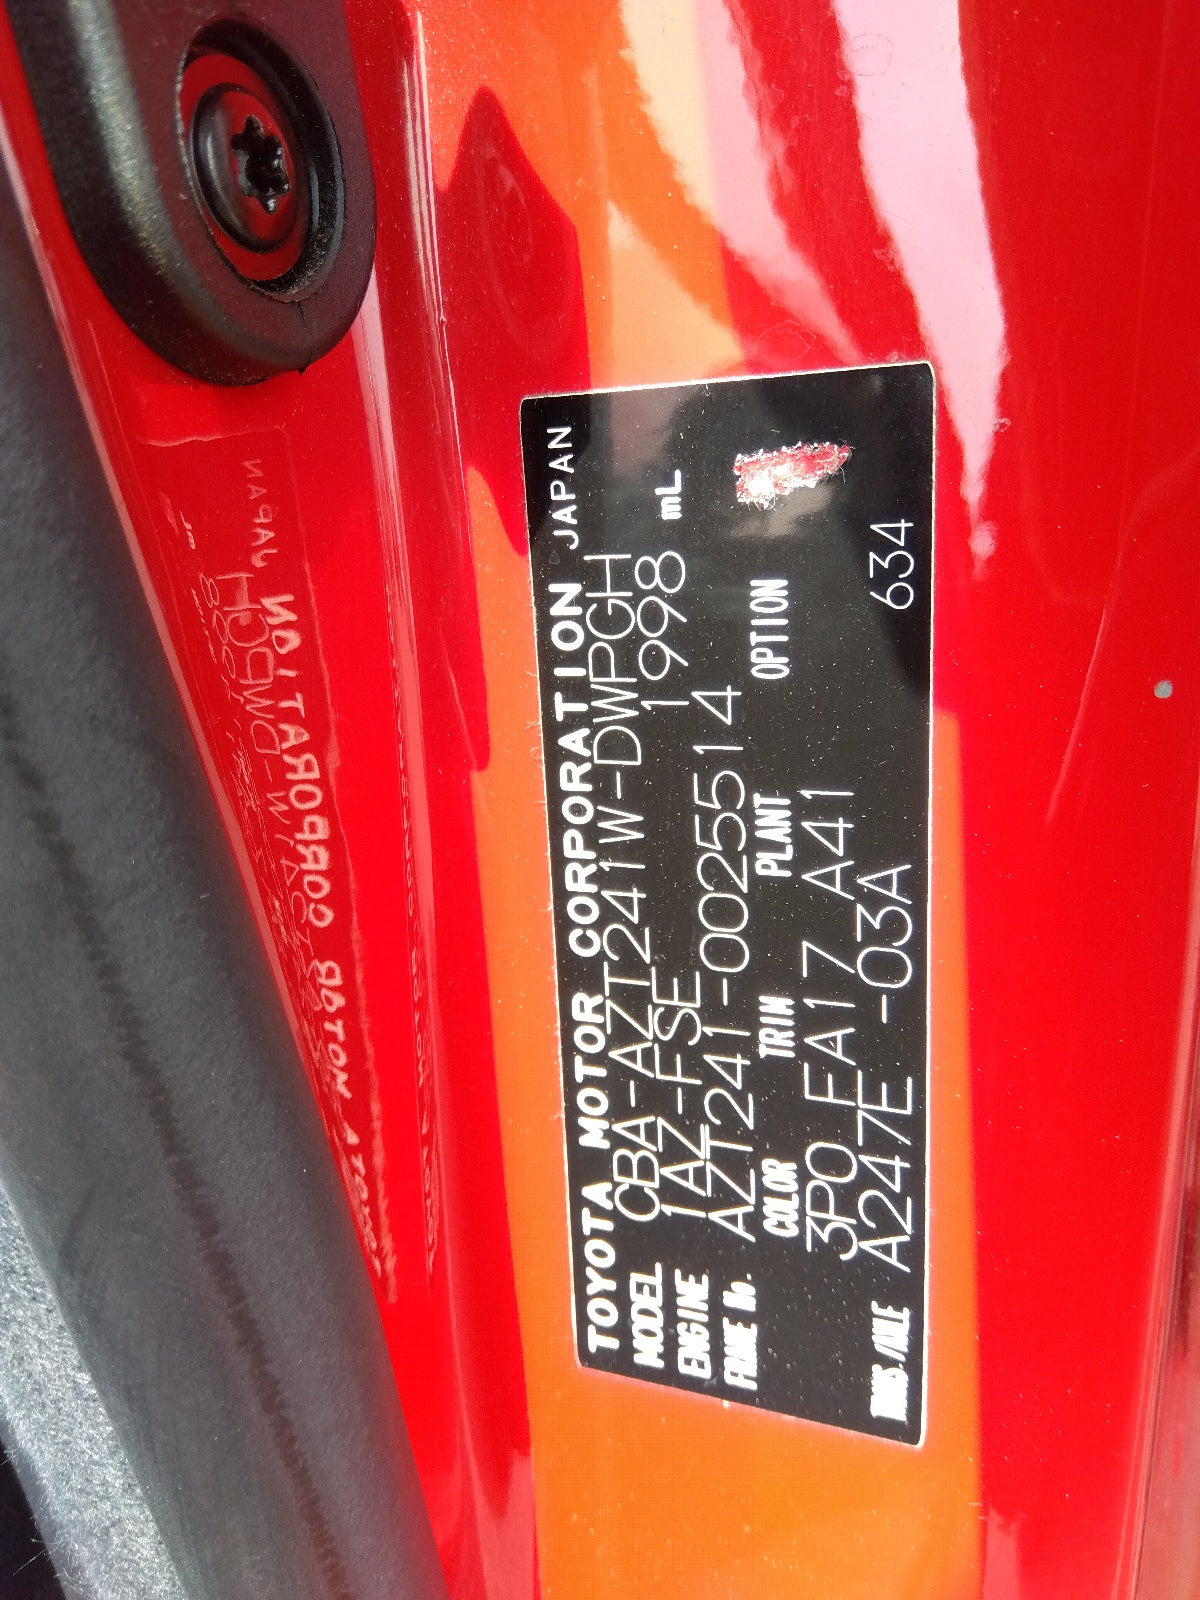 TOYOTA MOTOR CORPORATION JAPAN
MODEL CBA-AZT241W-DWPGH
ENGINE 1AZ-FSE 1998 mL
FRAME No. AZT241-0025514
COLOR TRIM PLANT OPTION
3P0 FA17 A41
TRANS./AXLE A247E -03A 634